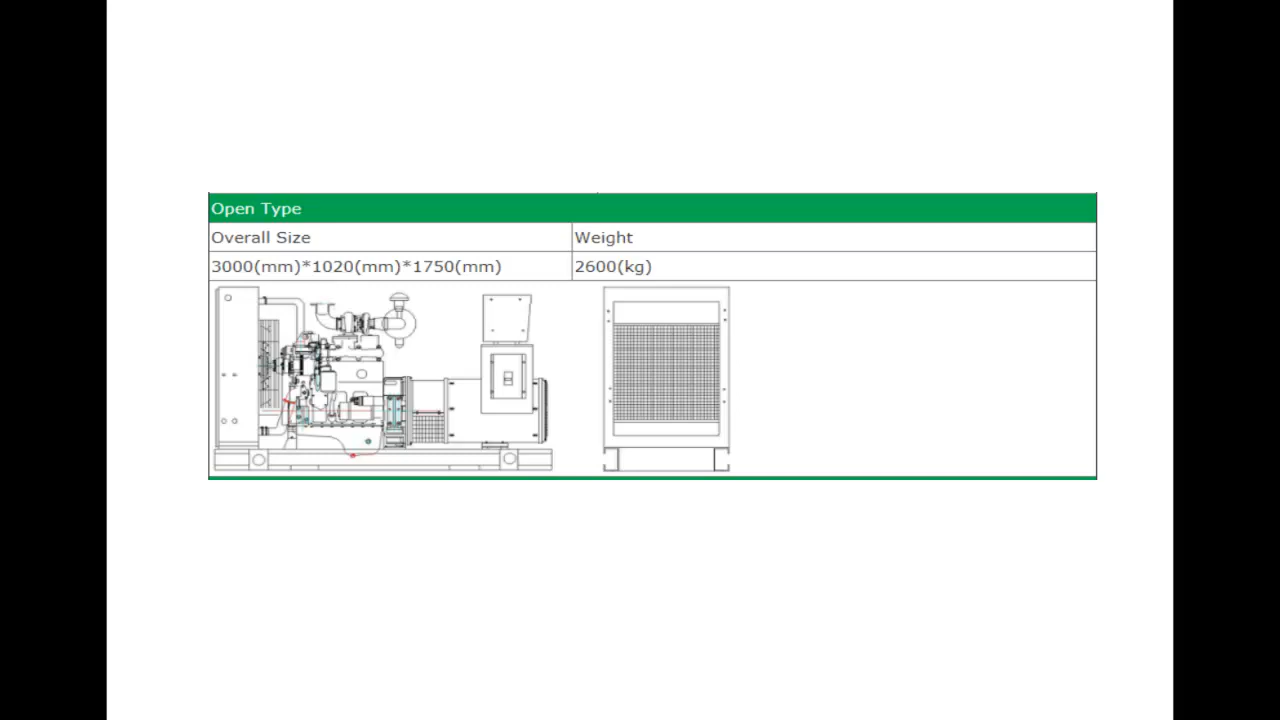 Open Type
Overall Size
Weight
3000(mm)*1020(mm)*1750(mm)
2600(kg)